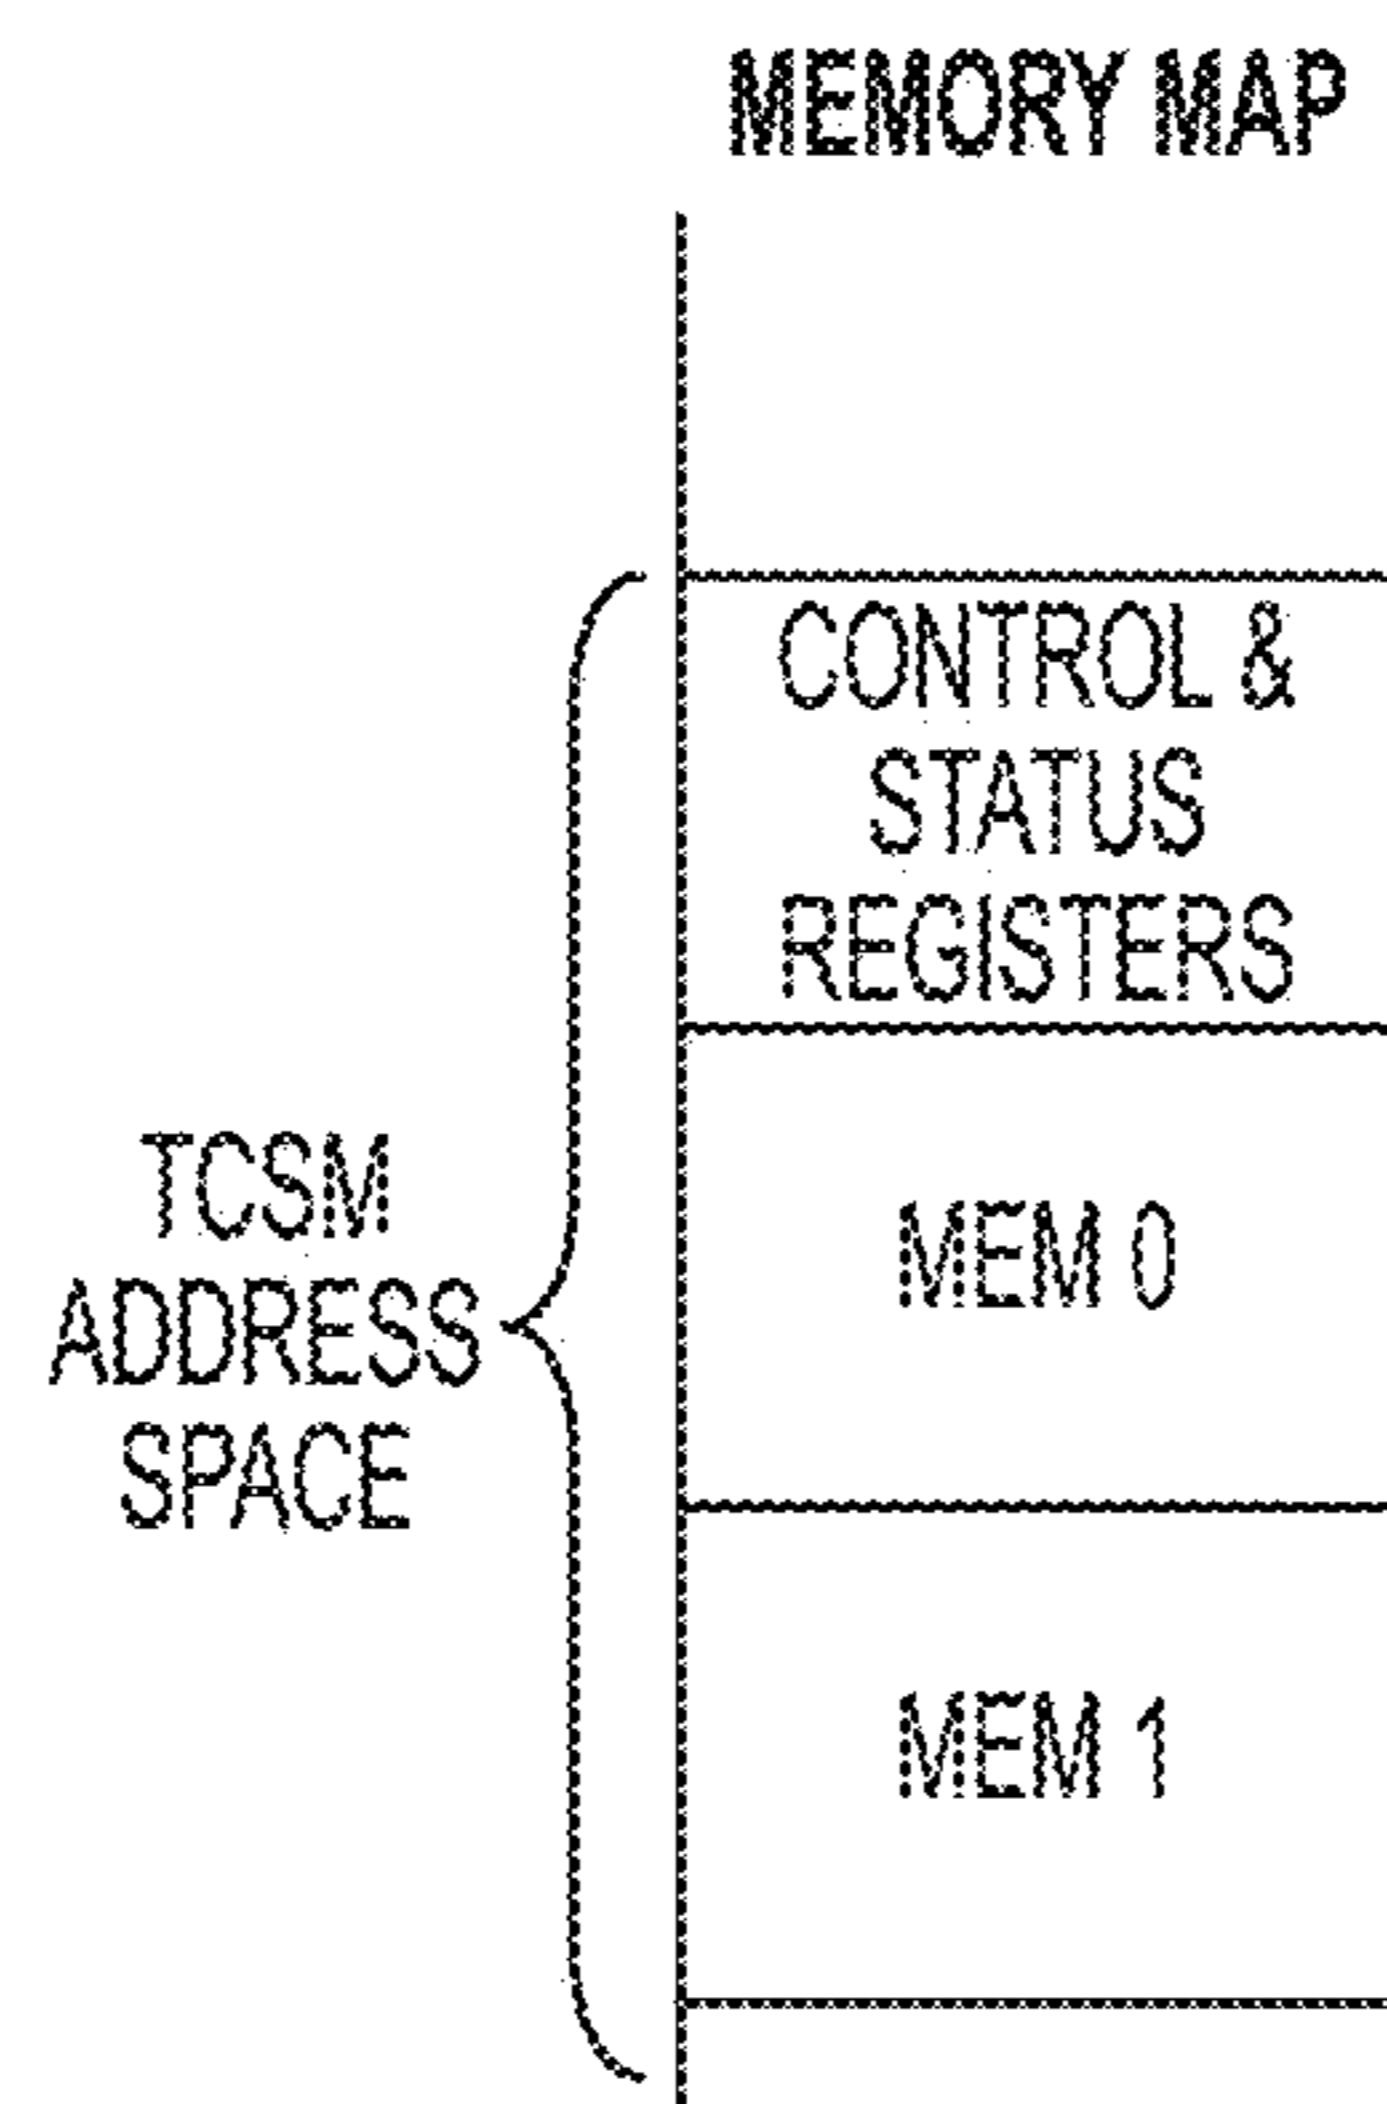 MEMORY MAP
CONTROL &
STATUS
REGISTERS
TCSM
ADDRESS
SPACE
MEM 0
MEM 1